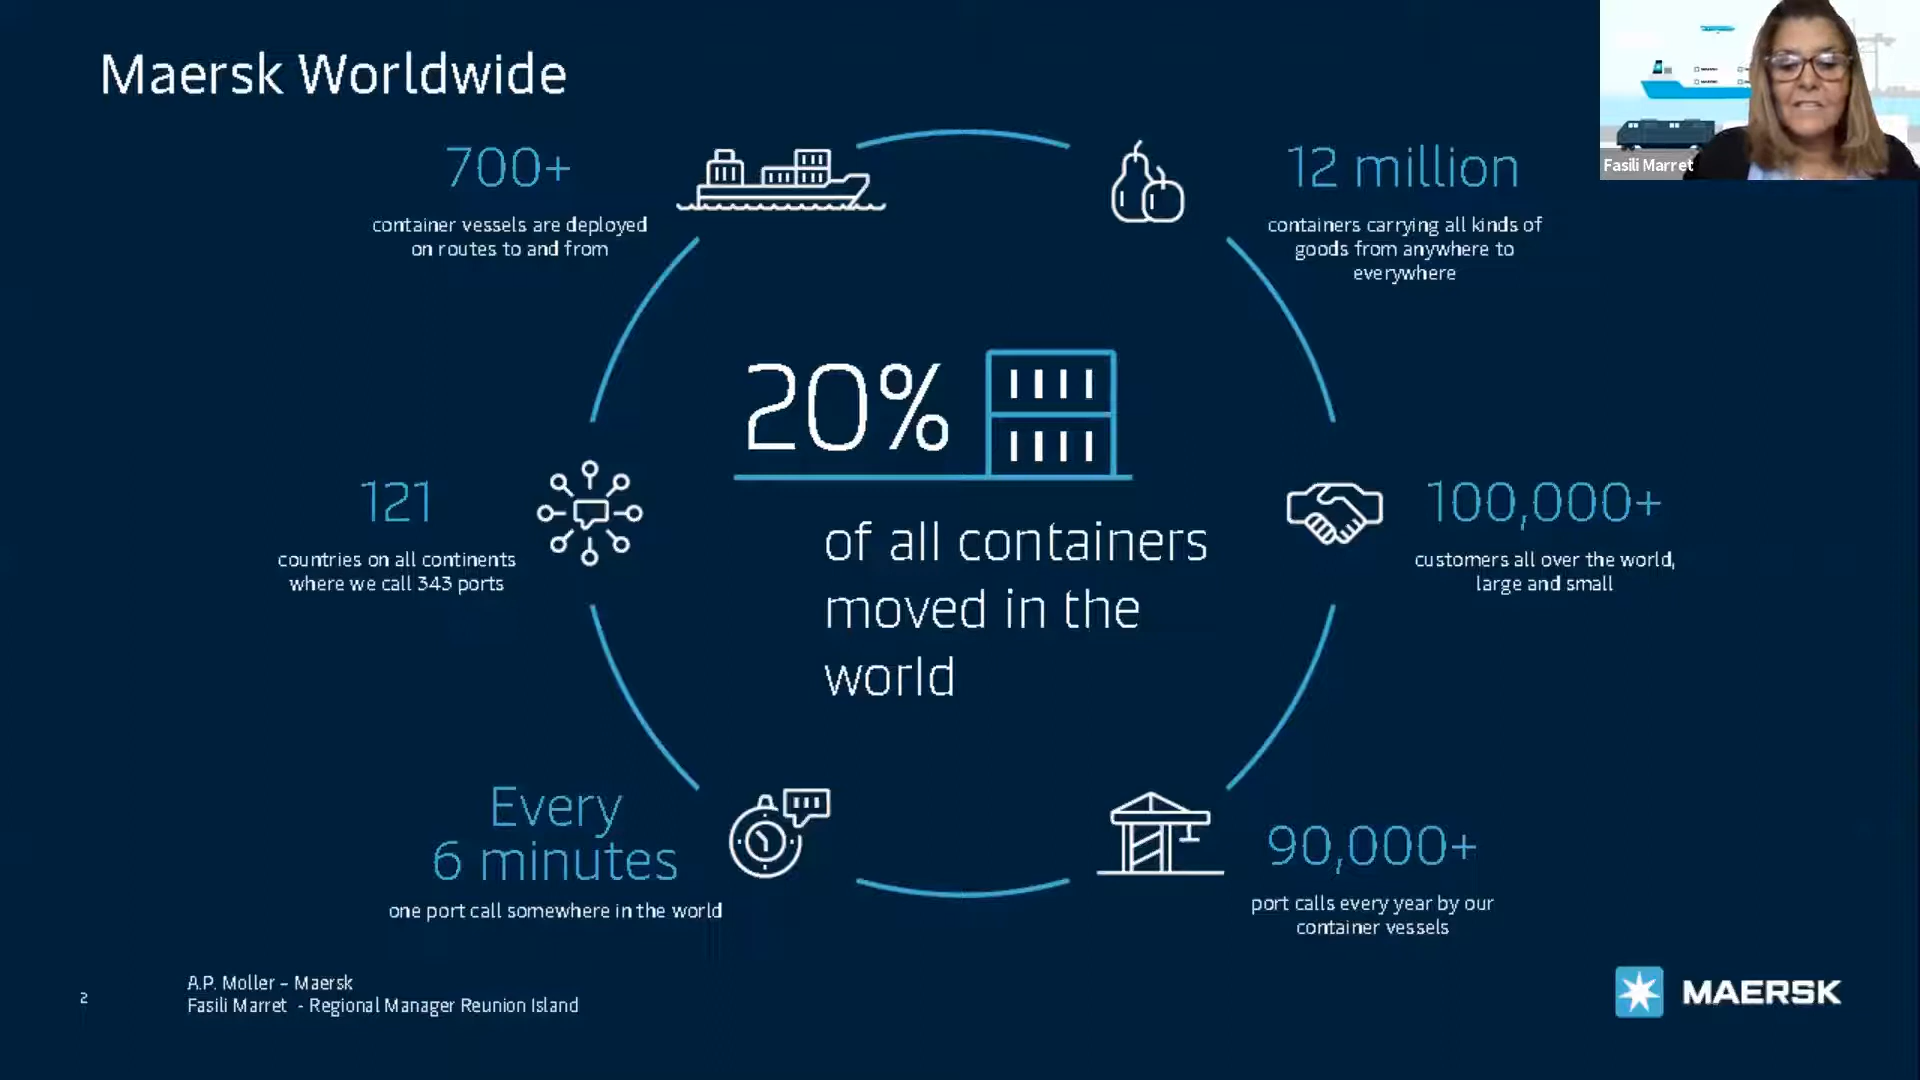 Maersk Worldwide
Fasili Marret
700+
container vessels are deployed
on routes to and from
12 million
containers carrying all kinds of
goods from anywhere to
everywhere
20%
of all containers
moved in the
world
121
countries on all continents
where we call 343 ports
100,000+
customers all over the world,
large and small
Every
6 minutes
one port call somewhere in the world
90,000+
port calls every year by our
container vessels
2
A.P. Moller – Maersk
Fasili Marret - Regional Manager Reunion Island
MAERSK